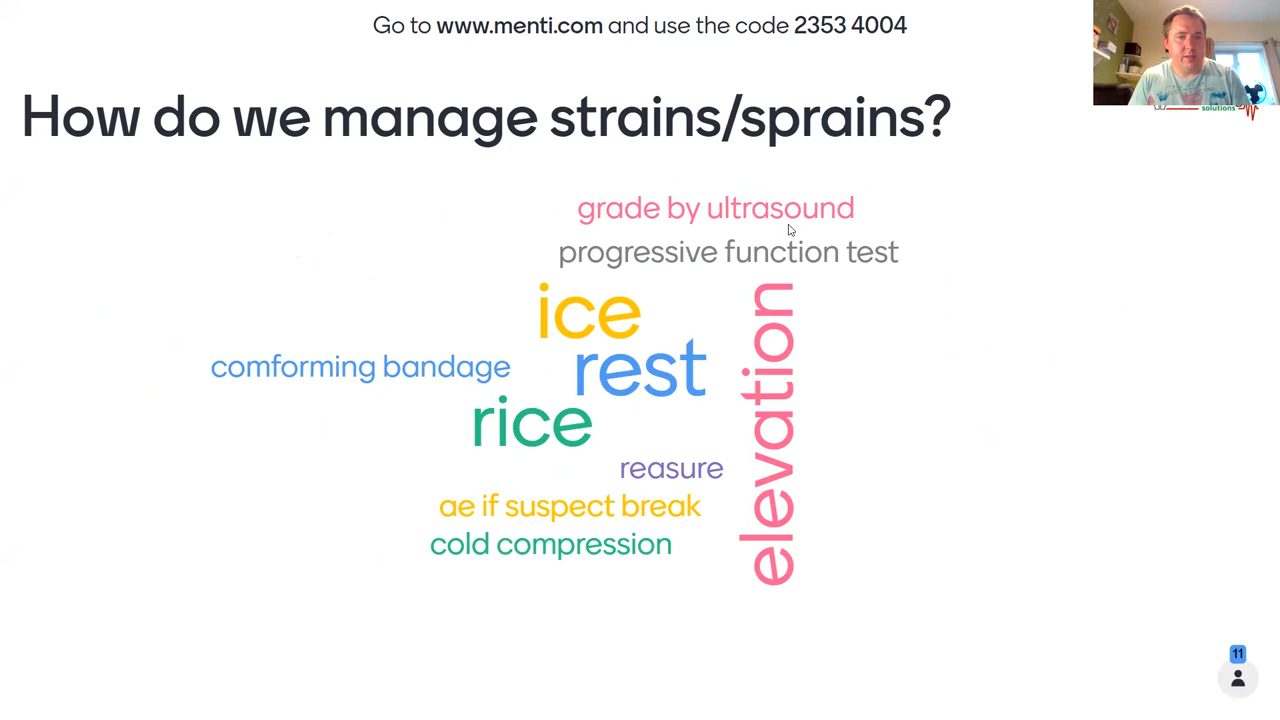 Go to www.menti.com and use the code 2353 4004
solutions
How do we manage strains/sprains?
grade by ultrasound
progressive function test
ice
elevation
comforming bandage
rest
rice
reasure
ae if suspect break
cold compression
11